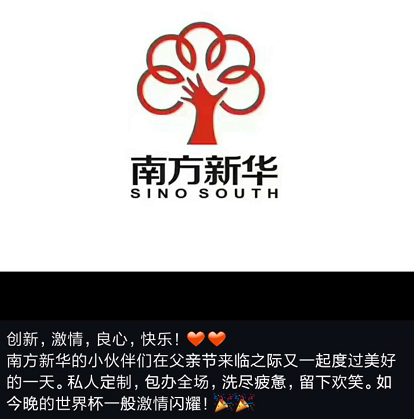 南方新华
SINO SOUTH
创新，激情，良心，快乐！❤️❤️
南方新华的小伙伴们在父亲节来临之际又一起度过美好
的一天。私人定制，包办全场，洗尽疲惫，留下欢笑。如
今晚的世界杯一般激情闪耀！🎉🎉